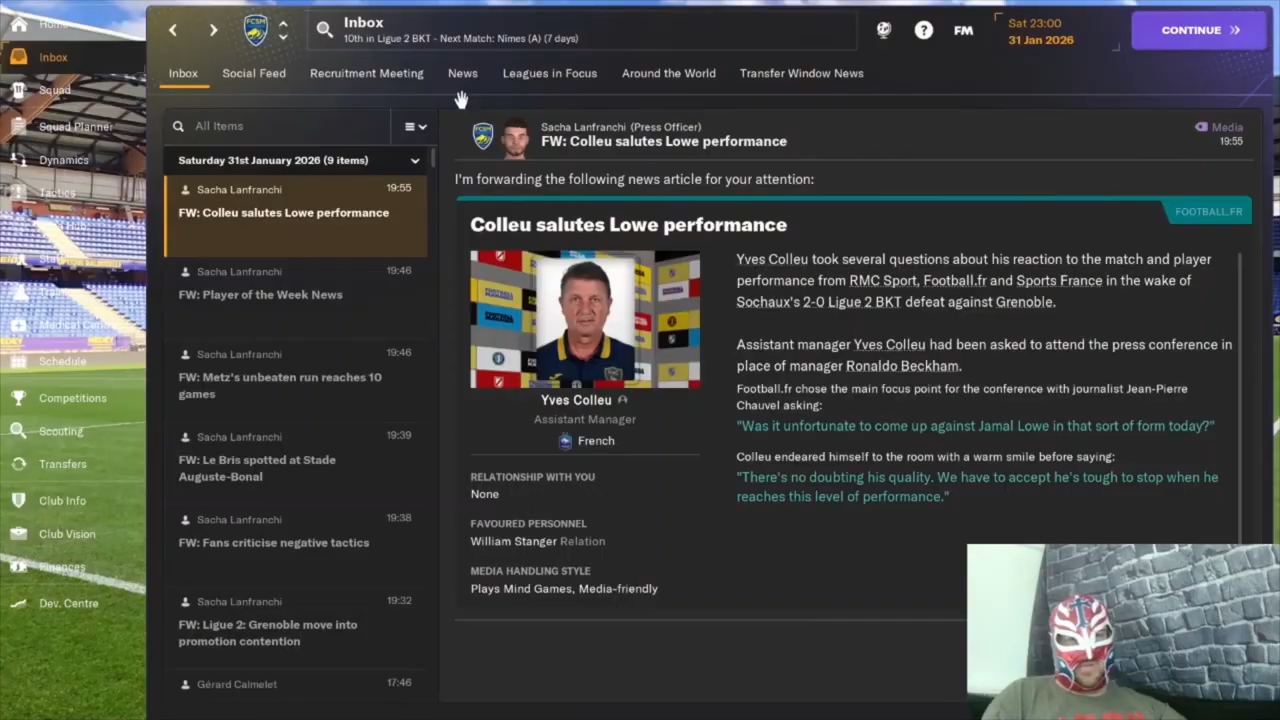 Home
Inbox
Squad
Squad Planner
Dynamics
Tactics
Schedule
Competitions
Scouting
Transfers
Club Info
Club Vision
Finances
Dev. Centre
FCSM
Inbox
10th in Ligue 2 BKT - Next Match: Nîmes (A) (7 days)
?
FM
Sat 23:00
31 Jan 2026
CONTINUE
Inbox
Social Feed
Recruitment Meeting
News
Leagues in Focus
Around the World
Transfer Window News
All Items
Saturday 31st January 2026 (9 items)
Sacha Lanfranchi 19:55
FW: Colleu salutes Lowe performance
Sacha Lanfranchi 19:46
FW: Player of the Week News
Sacha Lanfranchi 19:46
FW: Metz's unbeaten run reaches 10
games
Sacha Lanfranchi 19:39
FW: Le Bris spotted at Stade
Auguste-Bonal
Sacha Lanfranchi 19:38
FW: Fans criticise negative tactics
Sacha Lanfranchi 19:32
FW: Ligue 2: Grenoble move into
promotion contention
Gérard Calmelet 17:46
Sacha Lanfranchi (Press Officer)
FW: Colleu salutes Lowe performance
Media
19:55
I'm forwarding the following news article for your attention:
FOOTBALL.FR
Colleu salutes Lowe performance
Yves Colleu
Assistant Manager
French
RELATIONSHIP WITH YOU
None
FAVOURED PERSONNEL
William Stanger Relation
MEDIA HANDLING STYLE
Plays Mind Games, Media-friendly
Yves Colleu took several questions about his reaction to the match and player
performance from RMC Sport, Football.fr and Sports France in the wake of
Sochaux's 2-0 Ligue 2 BKT defeat against Grenoble.
Assistant manager Yves Colleu had been asked to attend the press conference in
place of manager Ronaldo Beckham.
Football.fr chose the main focus point for the conference with journalist Jean-Pierre
Chauvel asking:
"Was it unfortunate to come up against Jamal Lowe in that sort of form today?"
Colleu endeared himself to the room with a warm smile before saying:
"There's no doubting his quality. We have to accept he's tough to stop when he
reaches this level of performance."